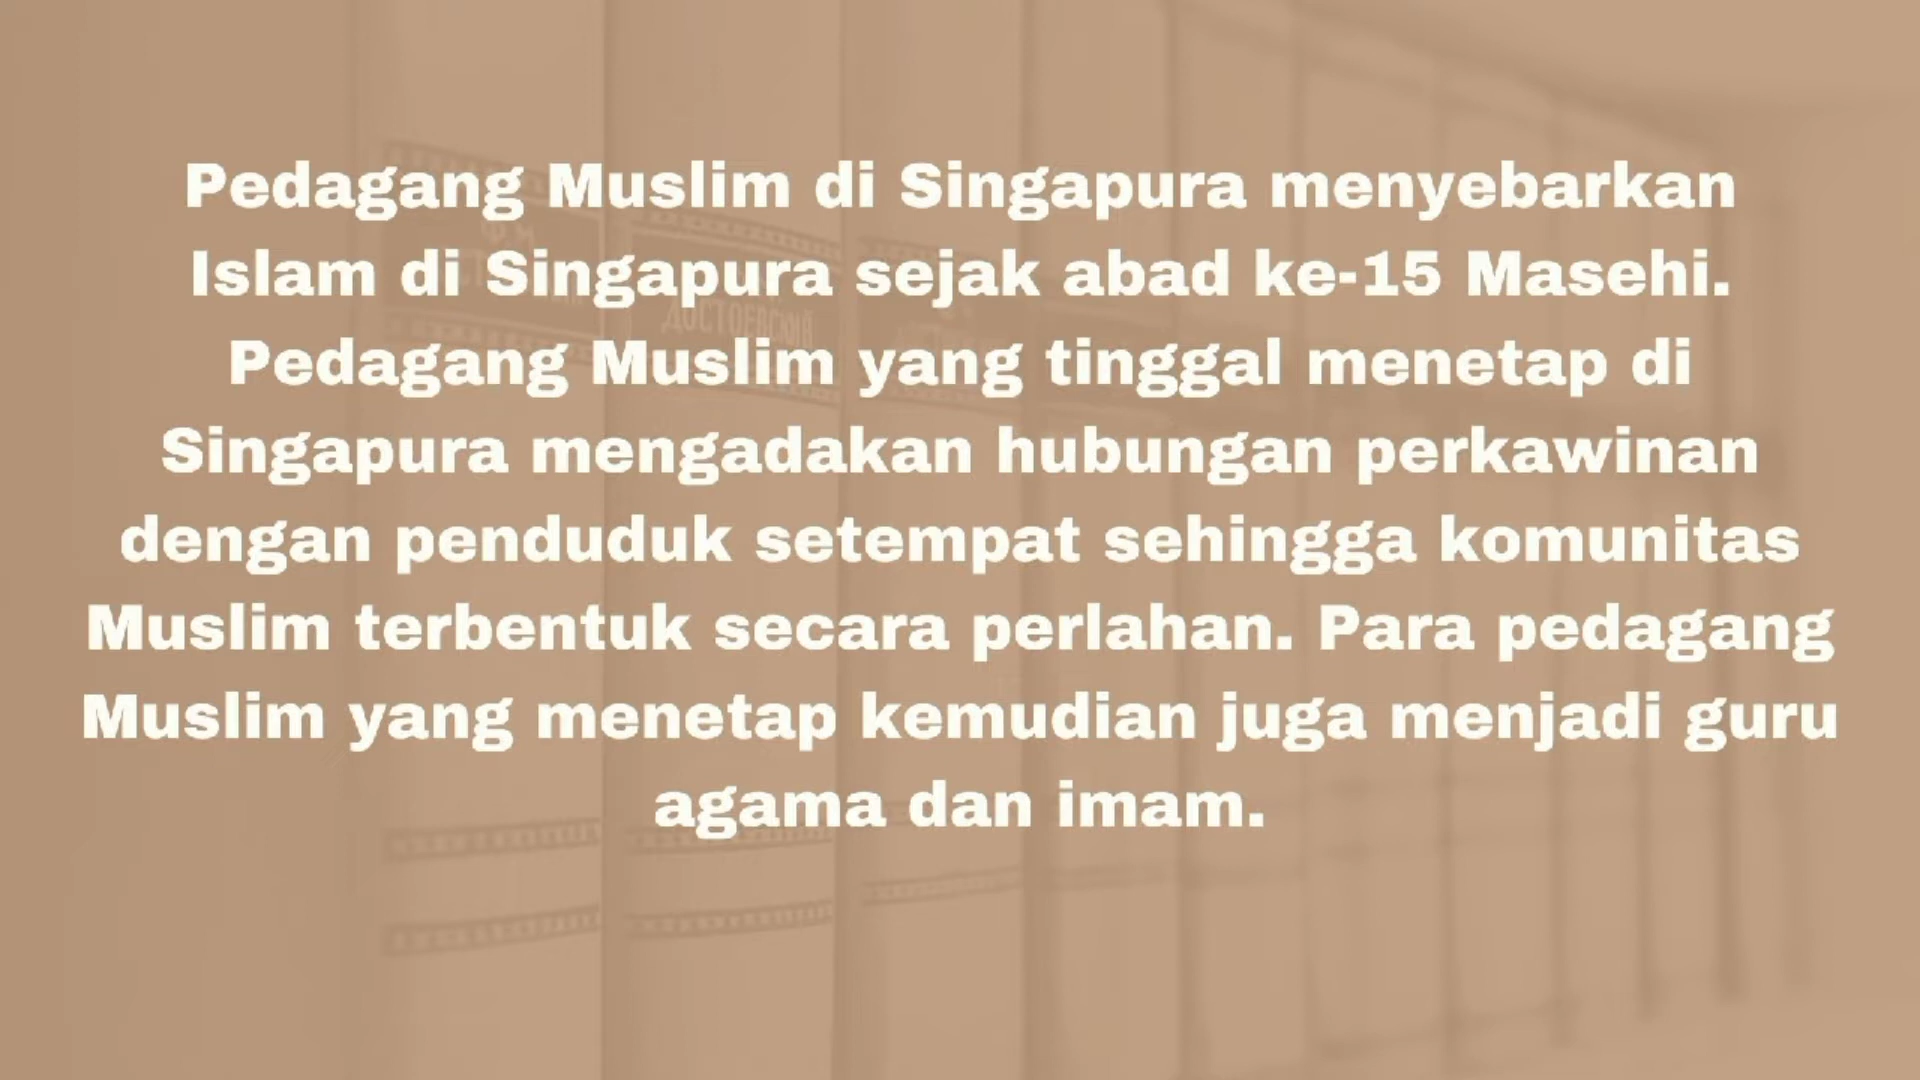 Pedagang Muslim di Singapura menyebarkan
Islam di Singapura sejak abad ke-15 Masehi.
Pedagang Muslim yang tinggal menetap di
Singapura mengadakan hubungan perkawinan
dengan penduduk setempat sehingga komunitas
Muslim terbentuk secara perlahan. Para pedagang
Muslim yang menetap kemudian juga menjadi guru
agama dan imam.
ДОСТОЕВСКИЙ